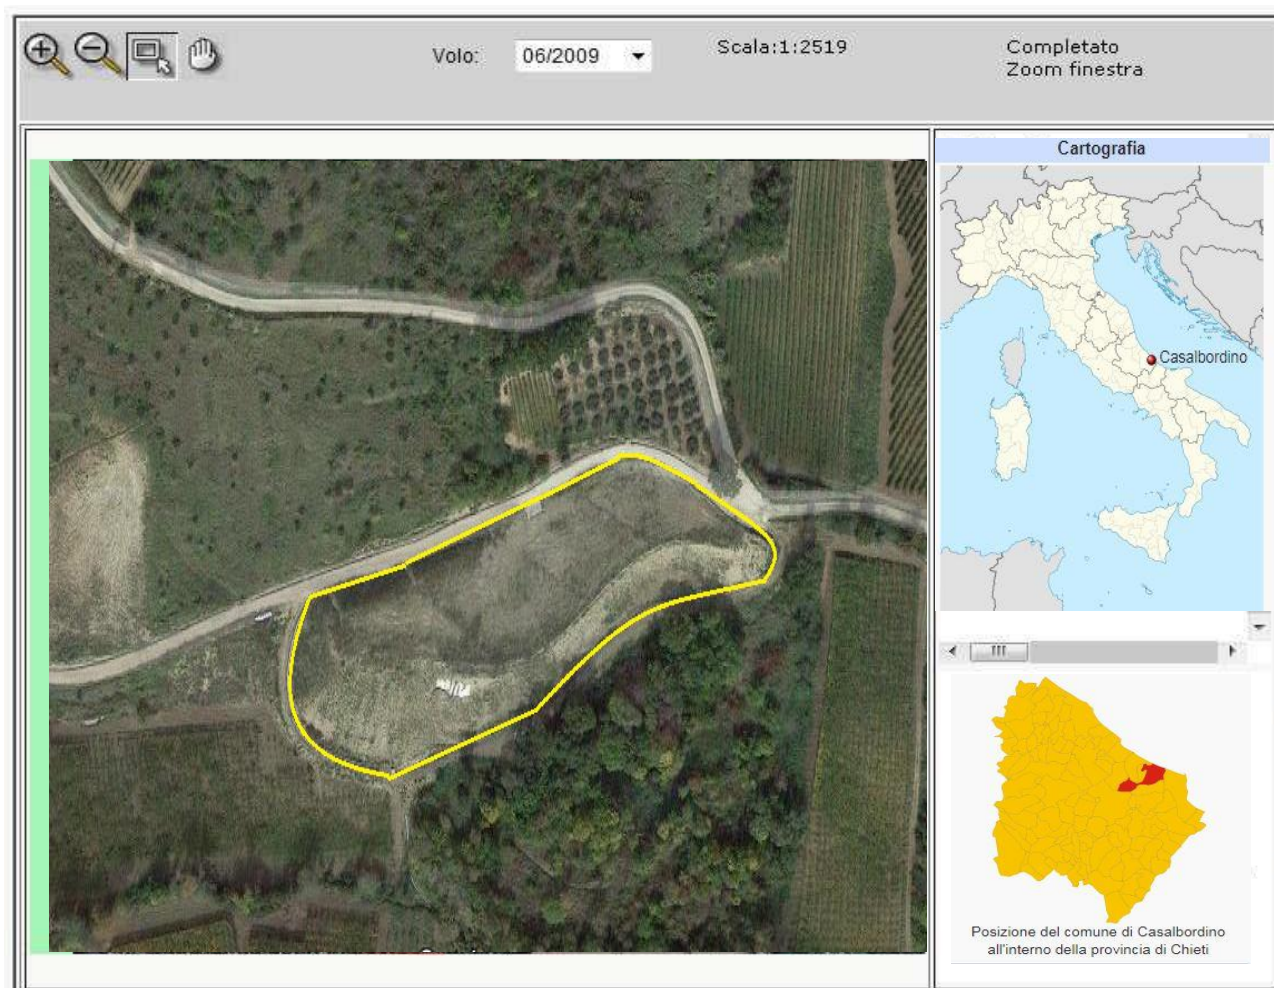 Volo:
06/2009
Scala:1:2519
Completato
Zoom finestra
Cartografia
Casalbordino
Posizione del comune di Casalbordino
all'interno della provincia di Chieti